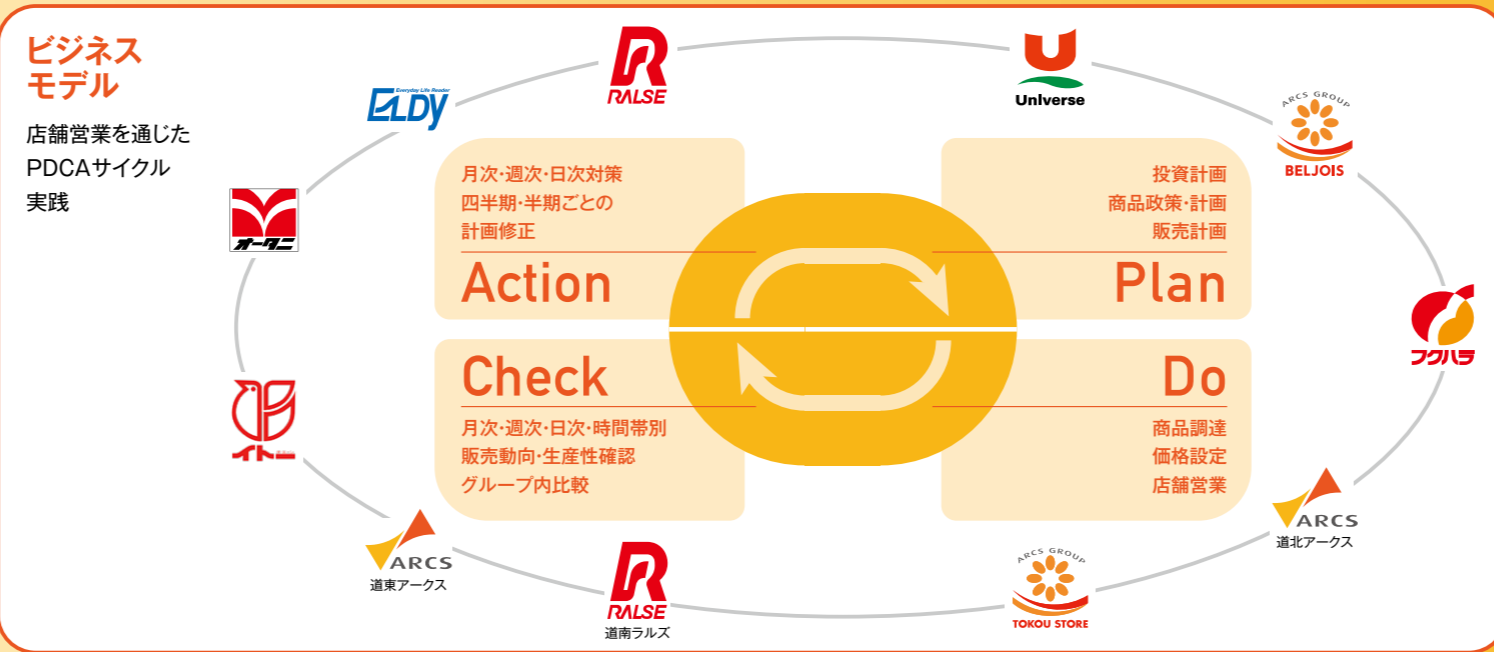 ビジネス
モデル
店舗営業を通じた
PDCAサイクル
実践
RALSE
Universe
Everyday Life Reader
ELDY
ARCS GROUP
BELJOIS
オータニ
フクハラ
イトー
ARCS
道東アークス
RALSE
道南ラルズ
ARCS GROUP
TOKOU STORE
ARCS
道北アークス
月次・週次・日次対策
四半期・半期ごとの
計画修正
Action
投資計画
商品政策・計画
販売計画
Plan
Check
月次・週次・日次・時間帯別
販売動向・生産性確認
グループ内比較
Do
商品調達
価格設定
店舗営業